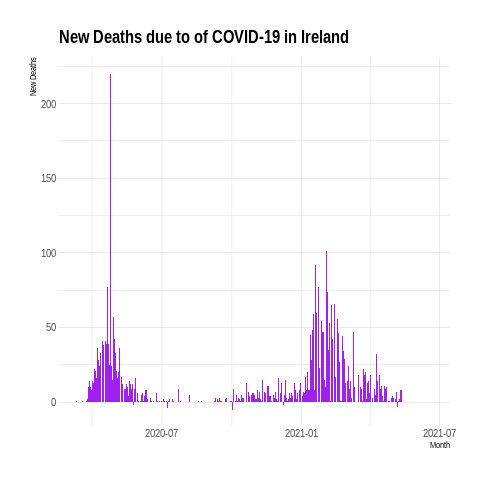 New Deaths due to of COVID-19 in Ireland
New Deaths
200
150
100
50
0
2020-07
2021-01
2021-07
Month